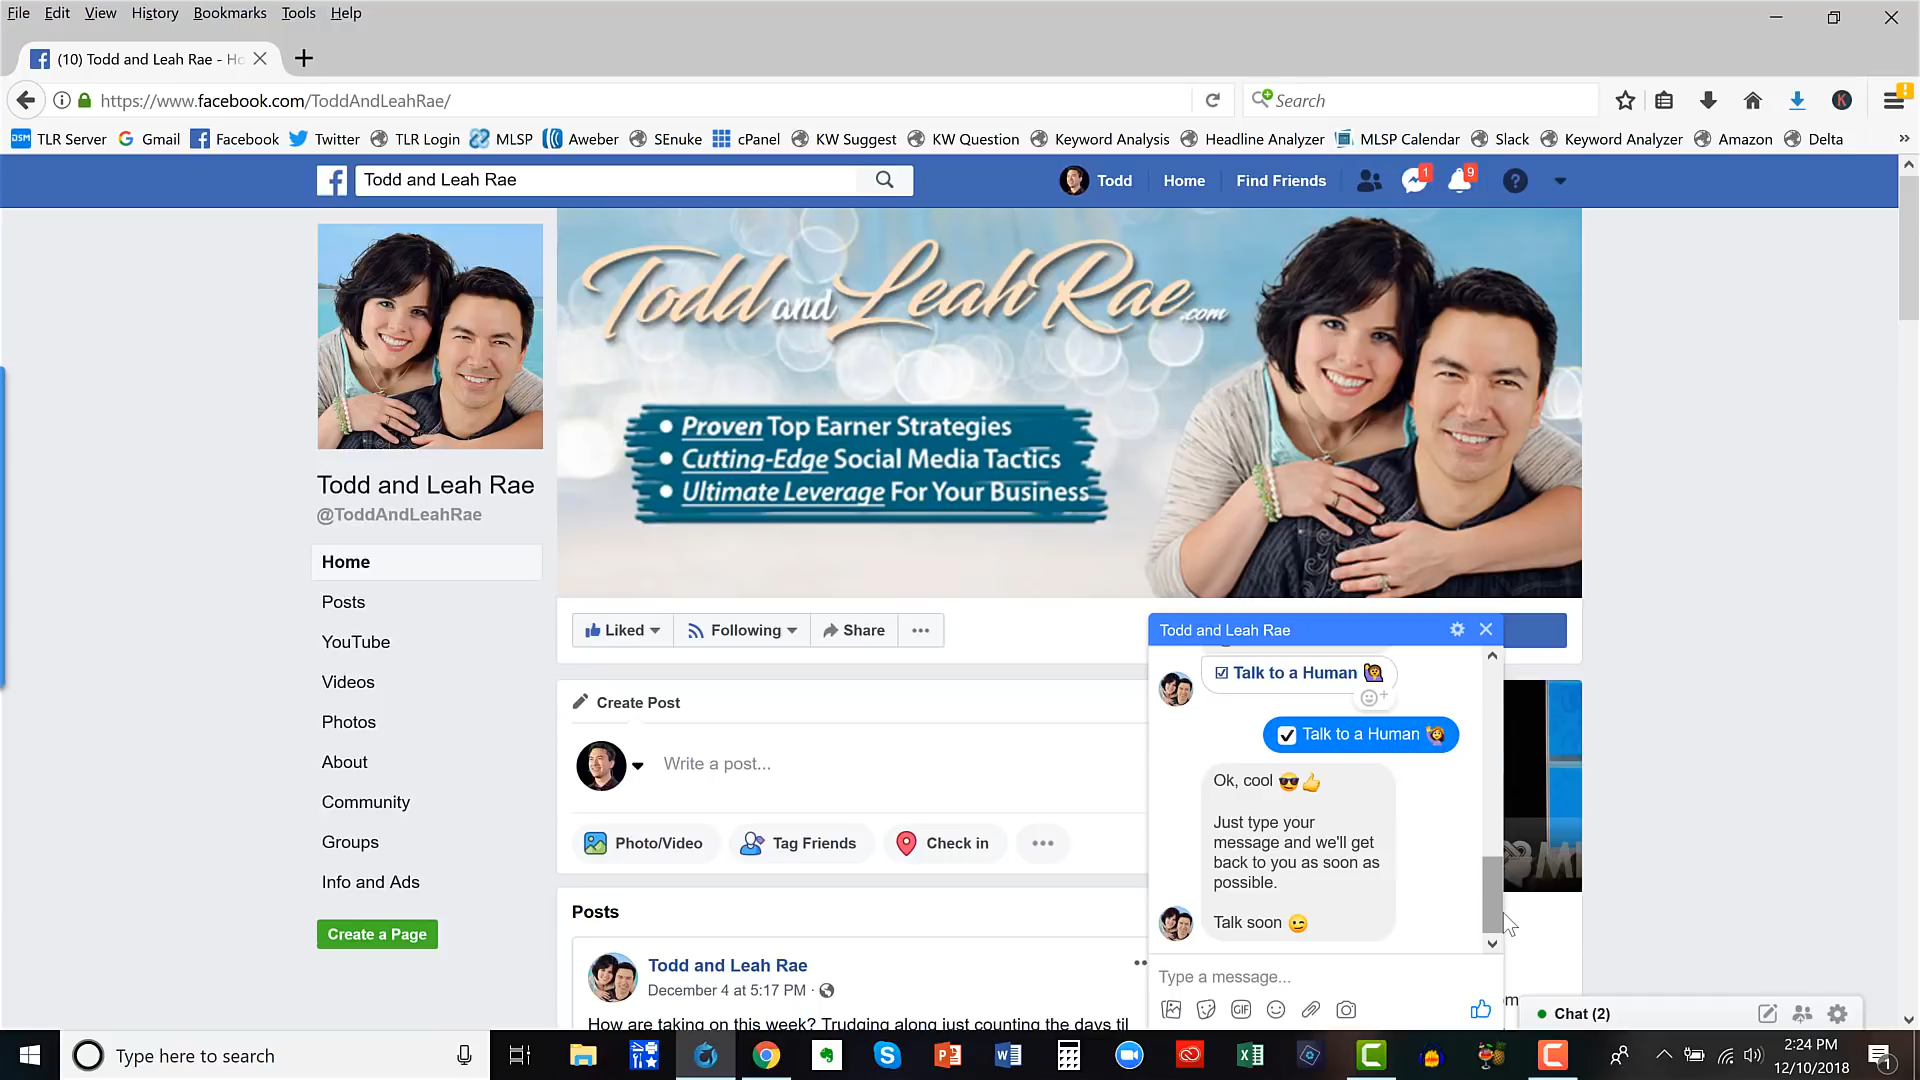 File Edit View History Bookmarks Tools Help
(10) Todd and Leah Rae - Ho
https://www.facebook.com/ToddAndLeahRae/
Search
TLR Server Gmail Facebook Twitter TLR Login MLSP Aweber SEnuke cPanel KW Suggest KW Question Keyword Analysis Headline Analyzer MLSP Calendar Slack Keyword Analyzer Amazon Delta
Todd and Leah Rae
Todd Home Find Friends 1 9
Todd and Leah Rae.com
• Proven Top Earner Strategies
• Cutting-Edge Social Media Tactics
• Ultimate Leverage For Your Business
Todd and Leah Rae
@ToddAndLeahRae
Home
Posts
YouTube
Videos
Photos
About
Community
Groups
Info and Ads
Create a Page
Liked Following Share
Create Post
Write a post...
Photo/Video Tag Friends Check in
Posts
Todd and Leah Rae
December 4 at 5:17 PM ·
How are taking on this week? Trudging along just counting the days til
Todd and Leah Rae
☑ Talk to a Human 🙋
☑ Talk to a Human 🙋
Ok, cool 😎👍
Just type your
message and we'll get
back to you as soon as
possible.
Talk soon 😉
Type a message...
GIF
Chat (2)
Type here to search
2:24 PM
12/10/2018
1